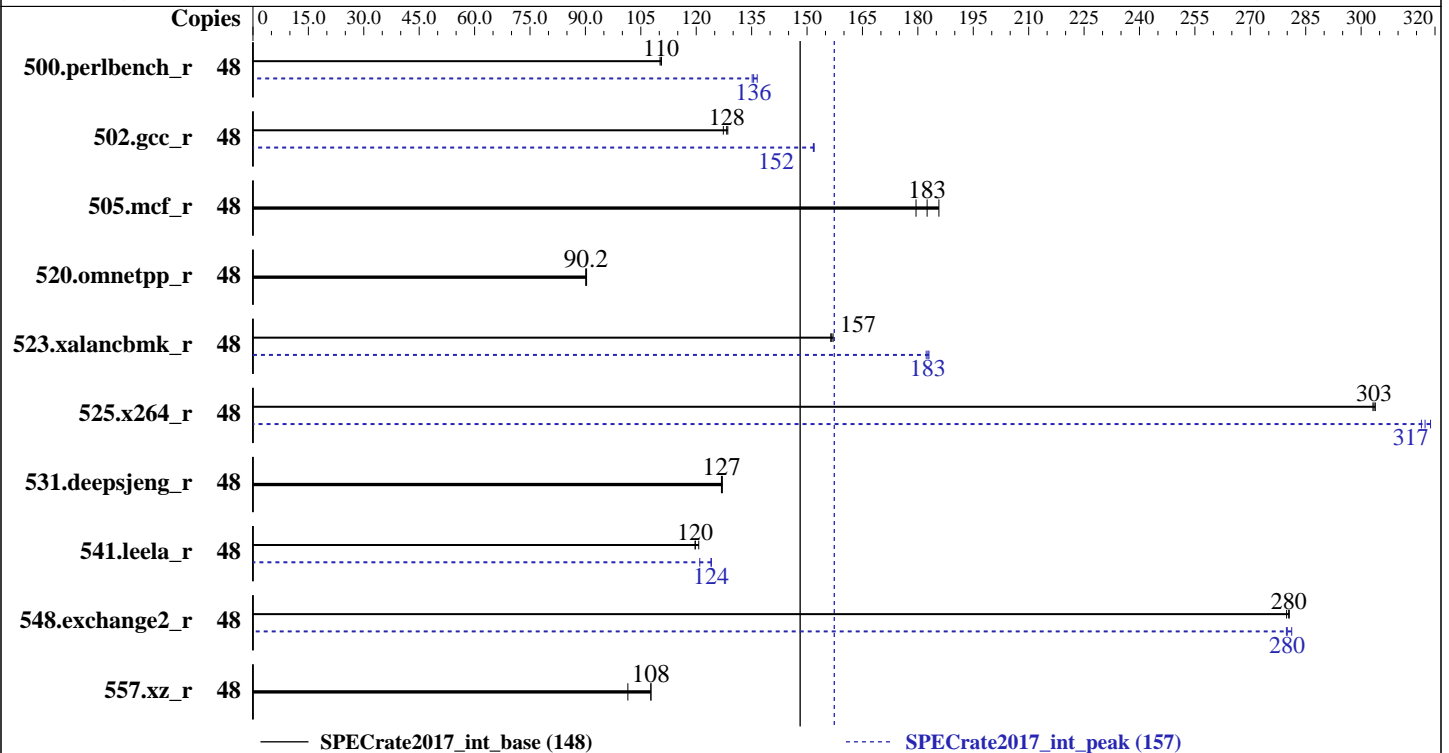 Copies 0 15.0 30.0 45.0 60.0 75.0 90.0 105 120 135 150 165 180 195 210 225 240 255 270 285 300 320
500.perlbench_r 48 110
136
502.gcc_r 48 128
152
505.mcf_r 48 183
520.omnetpp_r 48 90.2
523.xalancbmk_r 48 157
183
525.x264_r 48 303
317
531.deepsjeng_r 48 127
541.leela_r 48 120
124
548.exchange2_r 48 280
280
557.xz_r 48 108
SPECrate2017_int_base (148) SPECrate2017_int_peak (157)